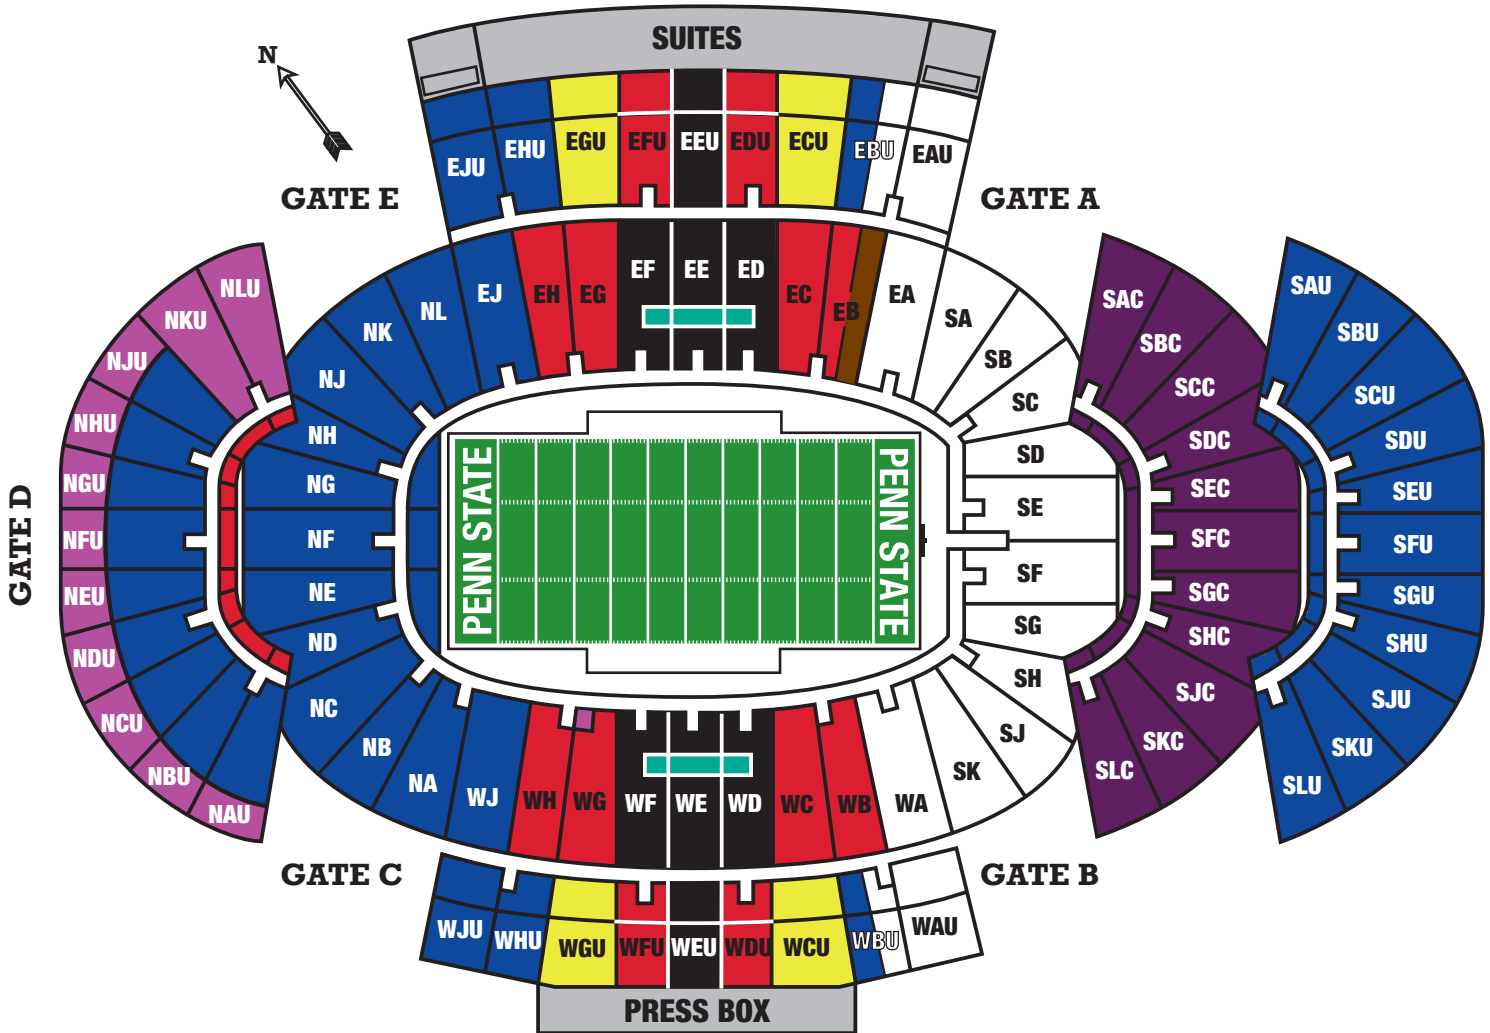 SUITES
N
EJU
EHU
EGU
EFU
EEU
EDU
ECU
EBU
EAU
GATE E
GATE A
NLU
NKU
NJU
NHU
NGU
NFU
NEU
NDU
NCU
NBU
NAU
GATE D
NL
NK
NJ
NH
NG
NF
NE
ND
NC
NB
NA
EJ
EH
EG
EF
EE
ED
EC
EB
EA
SA
SB
SC
SD
SE
SF
SG
SH
SJ
SK
PENN STATE
PENN STATE
SAC
SBC
SCC
SDC
SEC
SFC
SGC
SHC
SJC
SKC
SLC
SAU
SBU
SCU
SDU
SEU
SFU
SGU
SHU
SJU
SKU
SLU
WJ
WH
WG
WF
WE
WD
WC
WB
WA
GATE C
GATE B
WJU
WHU
WGU
WFU
WEU
WDU
WCU
WBU
WAU
PRESS BOX